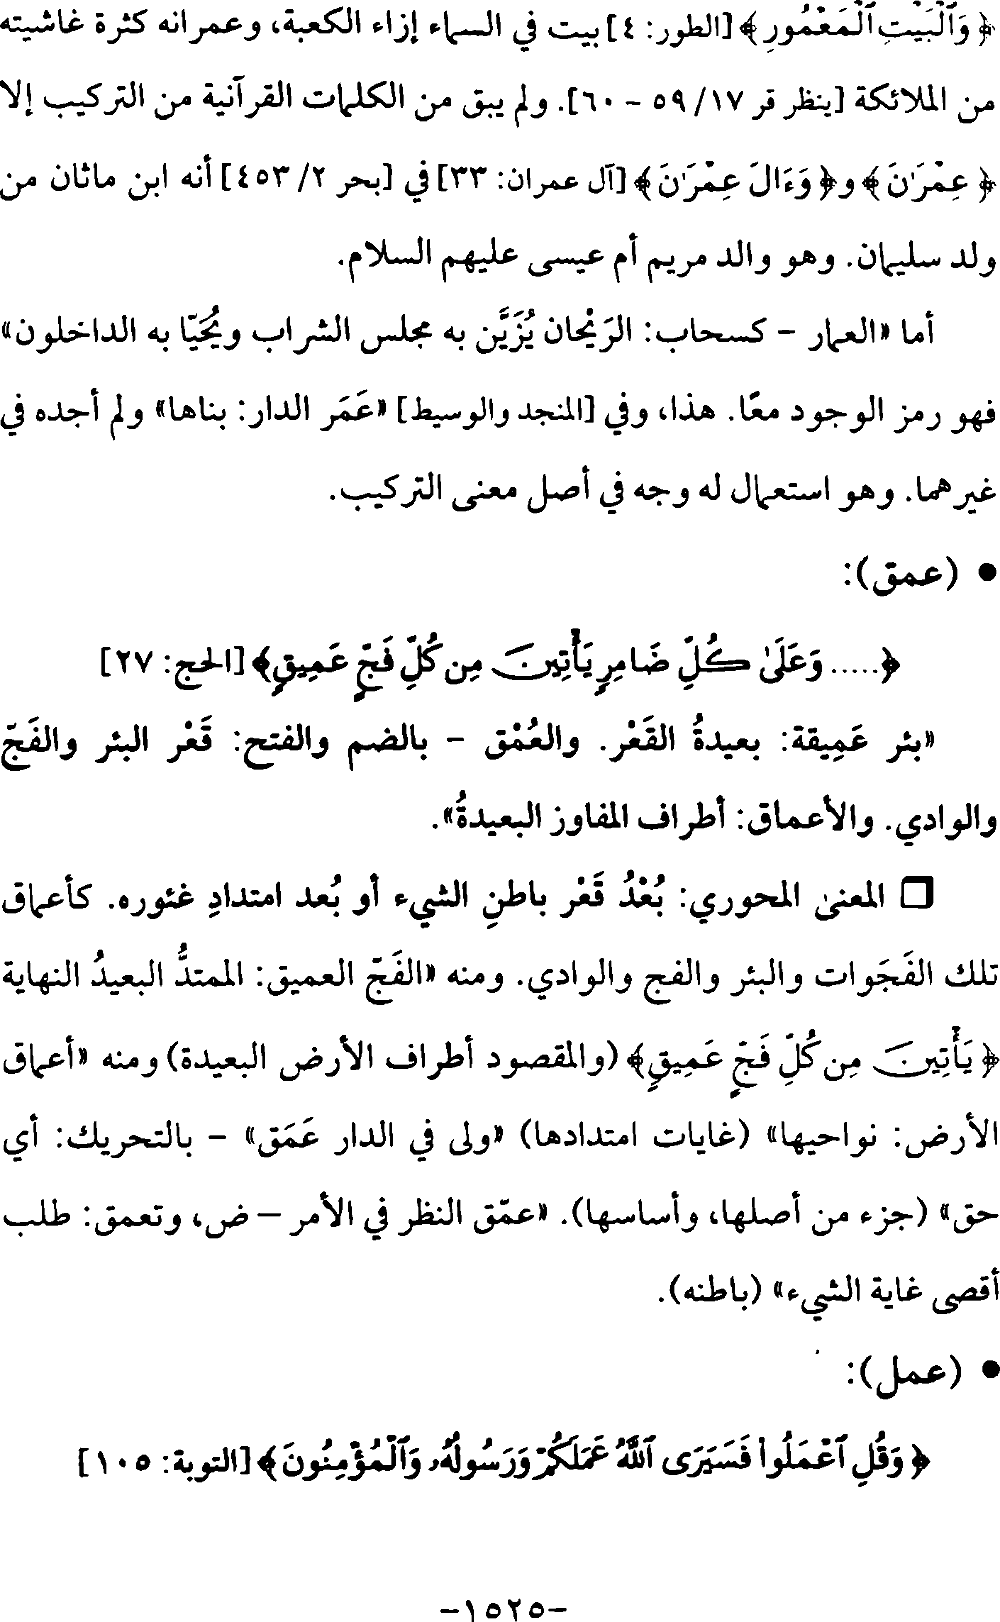 ﴿وَٱلْبَيْتِ ٱلْمَعْمُورِ﴾ [الطور: ٤] بيت في السماء إزاء الكعبة، وعمرانه كثرة غاشيته
من الملائكة [ينظر قر ١٧/ ٥٩ - ٦٠]. ولم يبق من الكلمات القرآنية من التركيب إلا
﴿عِمْرَٰنَ﴾ و﴿وَءَالَ عِمْرَٰنَ﴾ [آل عمران: ٣٣] في [بحر ٢/ ٤٥٣] أنه ابن ماثان من
ولد سليمان. وهو والد مريم أم عيسى عليهم السلام.
أما «العمار - كسحاب: الرَيْحان يُزَيَّن به مجلس الشراب ويُحَيّا به الداخلون»
فهو رمز الوجود معًا. هذا، وفي [المنجد والوسيط] «عَمَر الدار: بناها» ولم أجده في
غيرهما. وهو استعمال له وجه في أصل معنى التركيب.
• (عمق):
﴿..... وَعَلَىٰ كُلِّ ضَامِرٍ يَأْتِينَ مِن كُلِّ فَجٍّ عَمِيقٍ﴾ [الحج: ٢٧]
«بئر عَمِيقة: بعيدةُ القَعْر. والعُمْق - بالضم والفتح: قَعْر البئر والفَجّ
والوادي. والأعماق: أطراف المفاوز البعيدةُ».
❒ المعنى المحوري: بُعْدُ قَعْر باطنِ الشيء أو بُعد امتدادِ غئوره. كأعماق
تلك الفَجَوات والبئر والفج والوادي. ومنه «الفَجّ العميق: الممتدُّ البعيدُ النهاية
﴿يَأْتِينَ مِن كُلِّ فَجٍّ عَمِيقٍ﴾ (والمقصود أطراف الأرض البعيدة) ومنه «أعماق
الأرض: نواحيها» (غايات امتدادها) «ولى في الدار عَمَق» - بالتحريك: أي
حق» (جزء من أصلها، وأساسها). «عمّق النظر في الأمر – ض، وتعمق: طلب
أقصى غاية الشيء» (باطنه).
• (عمل):
﴿وَقُلِ ٱعْمَلُوا۟ فَسَيَرَى ٱللَّهُ عَمَلَكُمْ وَرَسُولُهُۥ وَٱلْمُؤْمِنُونَ﴾ [التوبة: ١٠٥]
-١٥٢٥-